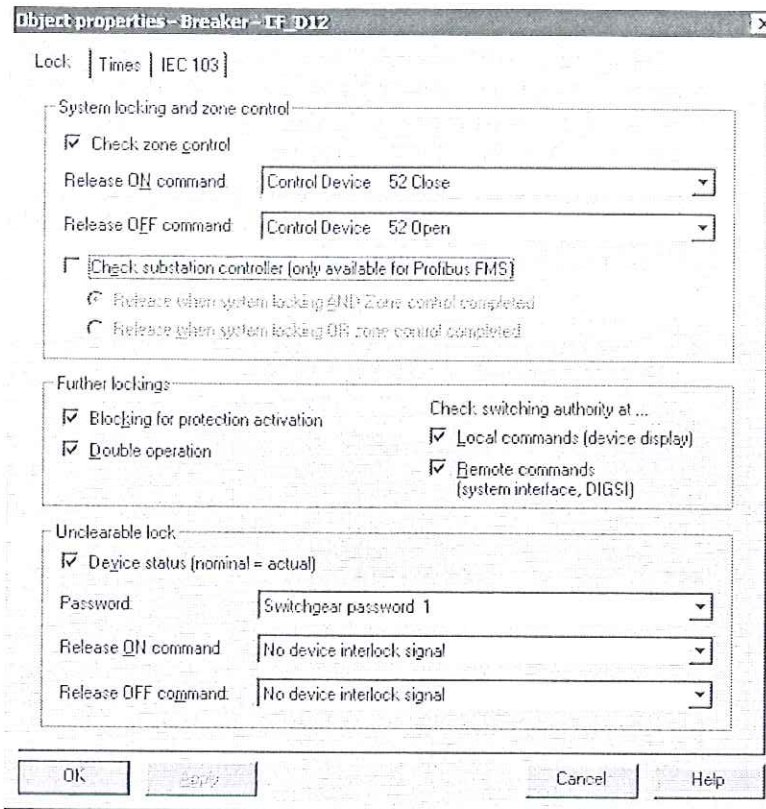 Object properties - Breaker - CF_D12
Lock
Times
IEC 103
System locking and zone control
Check zone control
Release ON command
Control Device 52 Close
Release OFF command:
Control Device 52 Open
Check substation controller (only available for Profibus FMS)
Release when system locking AND Zone control completed
Release when system locking OR zone control completed
Further lockings
Blocking for protection activation
Double operation
Check switching authority at ...
Local commands (device display)
Remote commands
(system interface, DIGSI)
Unclearable lock
Device status (nominal = actual)
Password:
Switchgear password 1
Release ON command
No device interlock signal
Release OFF command:
No device interlock signal
OK
Apply
Cancel
Help